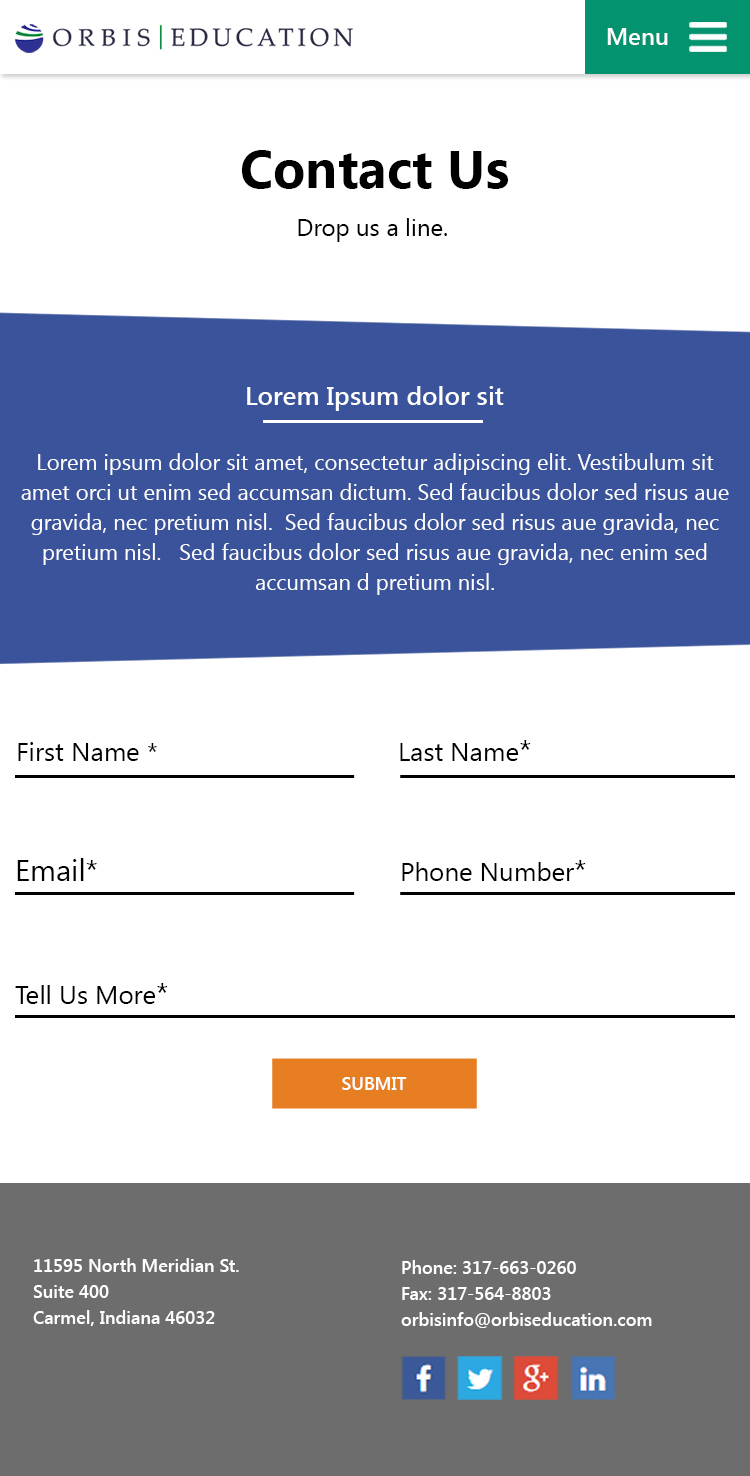 ORBIS | EDUCATION
Menu
Contact Us
Drop us a line.
Lorem Ipsum dolor sit
Lorem ipsum dolor sit amet, consectetur adipiscing elit. Vestibulum sit
amet orci ut enim sed accumsan dictum. Sed faucibus dolor sed risus aue
gravida, nec pretium nisl.  Sed faucibus dolor sed risus aue gravida, nec
pretium nisl.   Sed faucibus dolor sed risus aue gravida, nec enim sed
accumsan d pretium nisl.
First Name *
Last Name*
Email*
Phone Number*
Tell Us More*
SUBMIT
11595 North Meridian St.
Suite 400
Carmel, Indiana 46032
Phone: 317-663-0260
Fax: 317-564-8803
orbisinfo@orbiseducation.com
f
g+
in